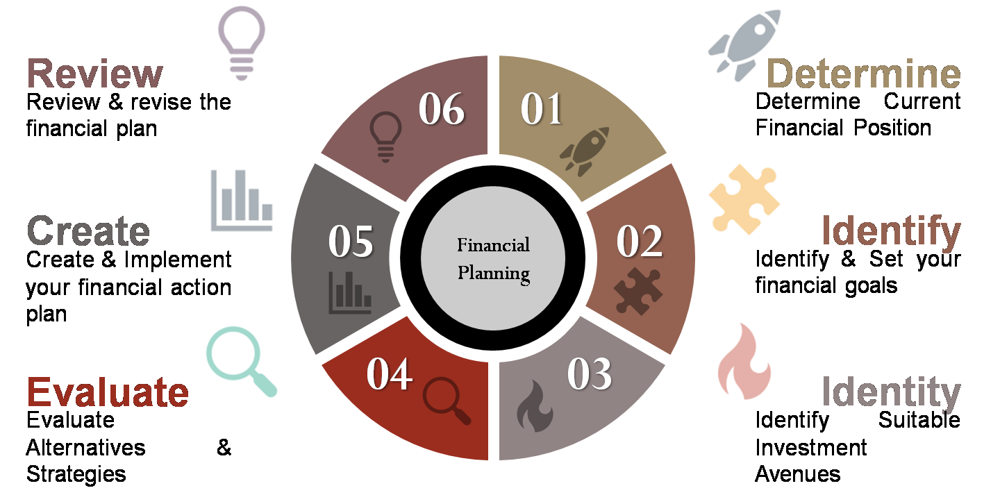 Review
Review & revise the
financial plan
Create
Create & Implement
your financial action
plan
Evaluate
Evaluate
Alternatives &
Strategies
06
01
05
02
04
03
Financial
Planning
Determine
Determine Current
Financial Position
Identify
Identify & Set your
financial goals
Identity
Identify Suitable
Investment
Avenues